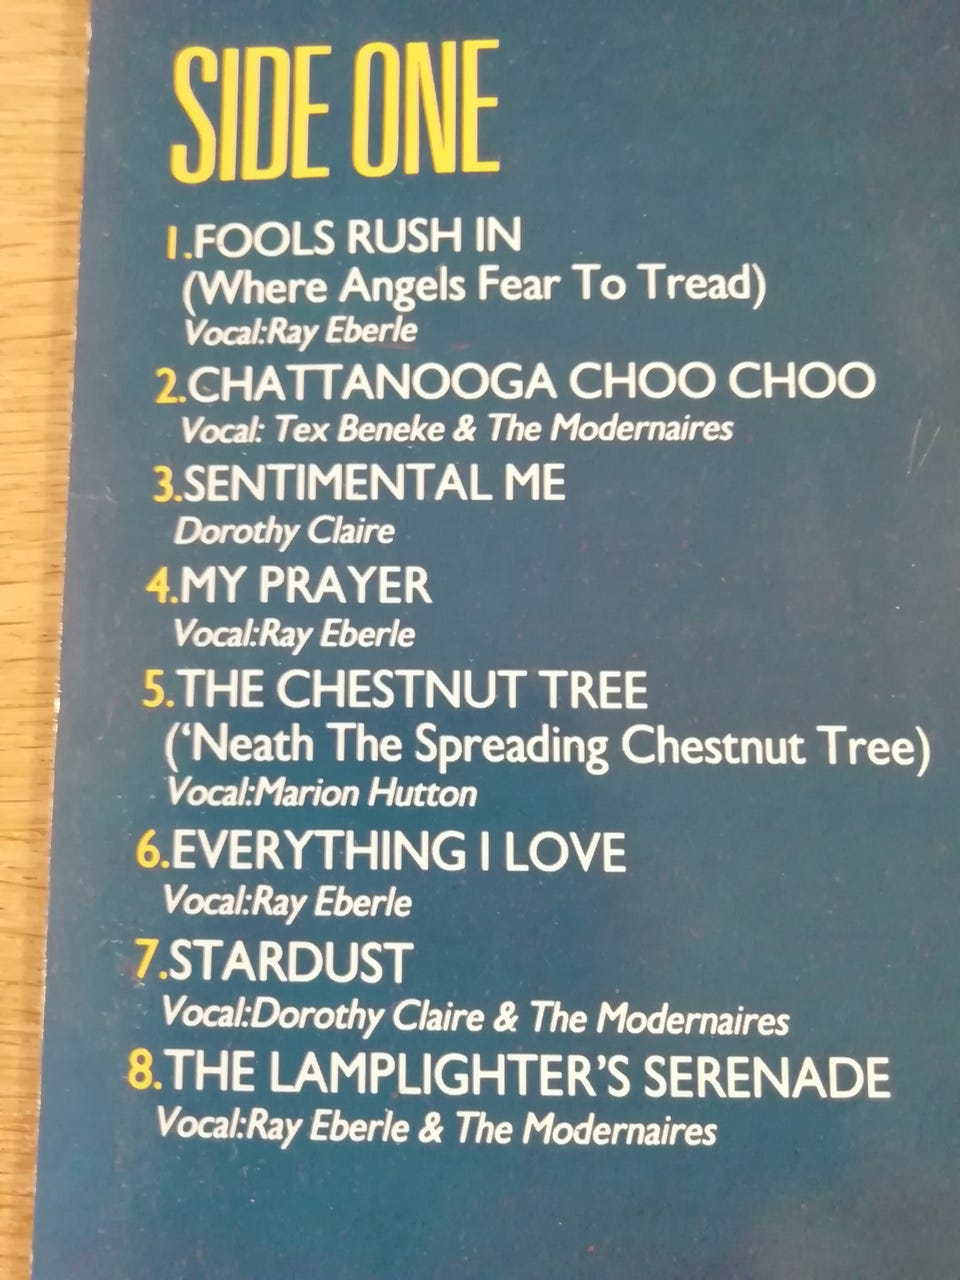 SIDE ONE
1.FOOLS RUSH IN
(Where Angels Fear To Tread)
Vocal:Ray Eberle
2.CHATTANOOGA CHOO CHOO
Vocal: Tex Beneke & The Modernaires
3.SENTIMENTAL ME
Dorothy Claire
4.MY PRAYER
Vocal:Ray Eberle
5.THE CHESTNUT TREE
(‘Neath The Spreading Chestnut Tree)
Vocal:Marion Hutton
6.EVERYTHING I LOVE
Vocal:Ray Eberle
7.STARDUST
Vocal:Dorothy Claire & The Modernaires
8.THE LAMPLIGHTER’S SERENADE
Vocal:Ray Eberle & The Modernaires